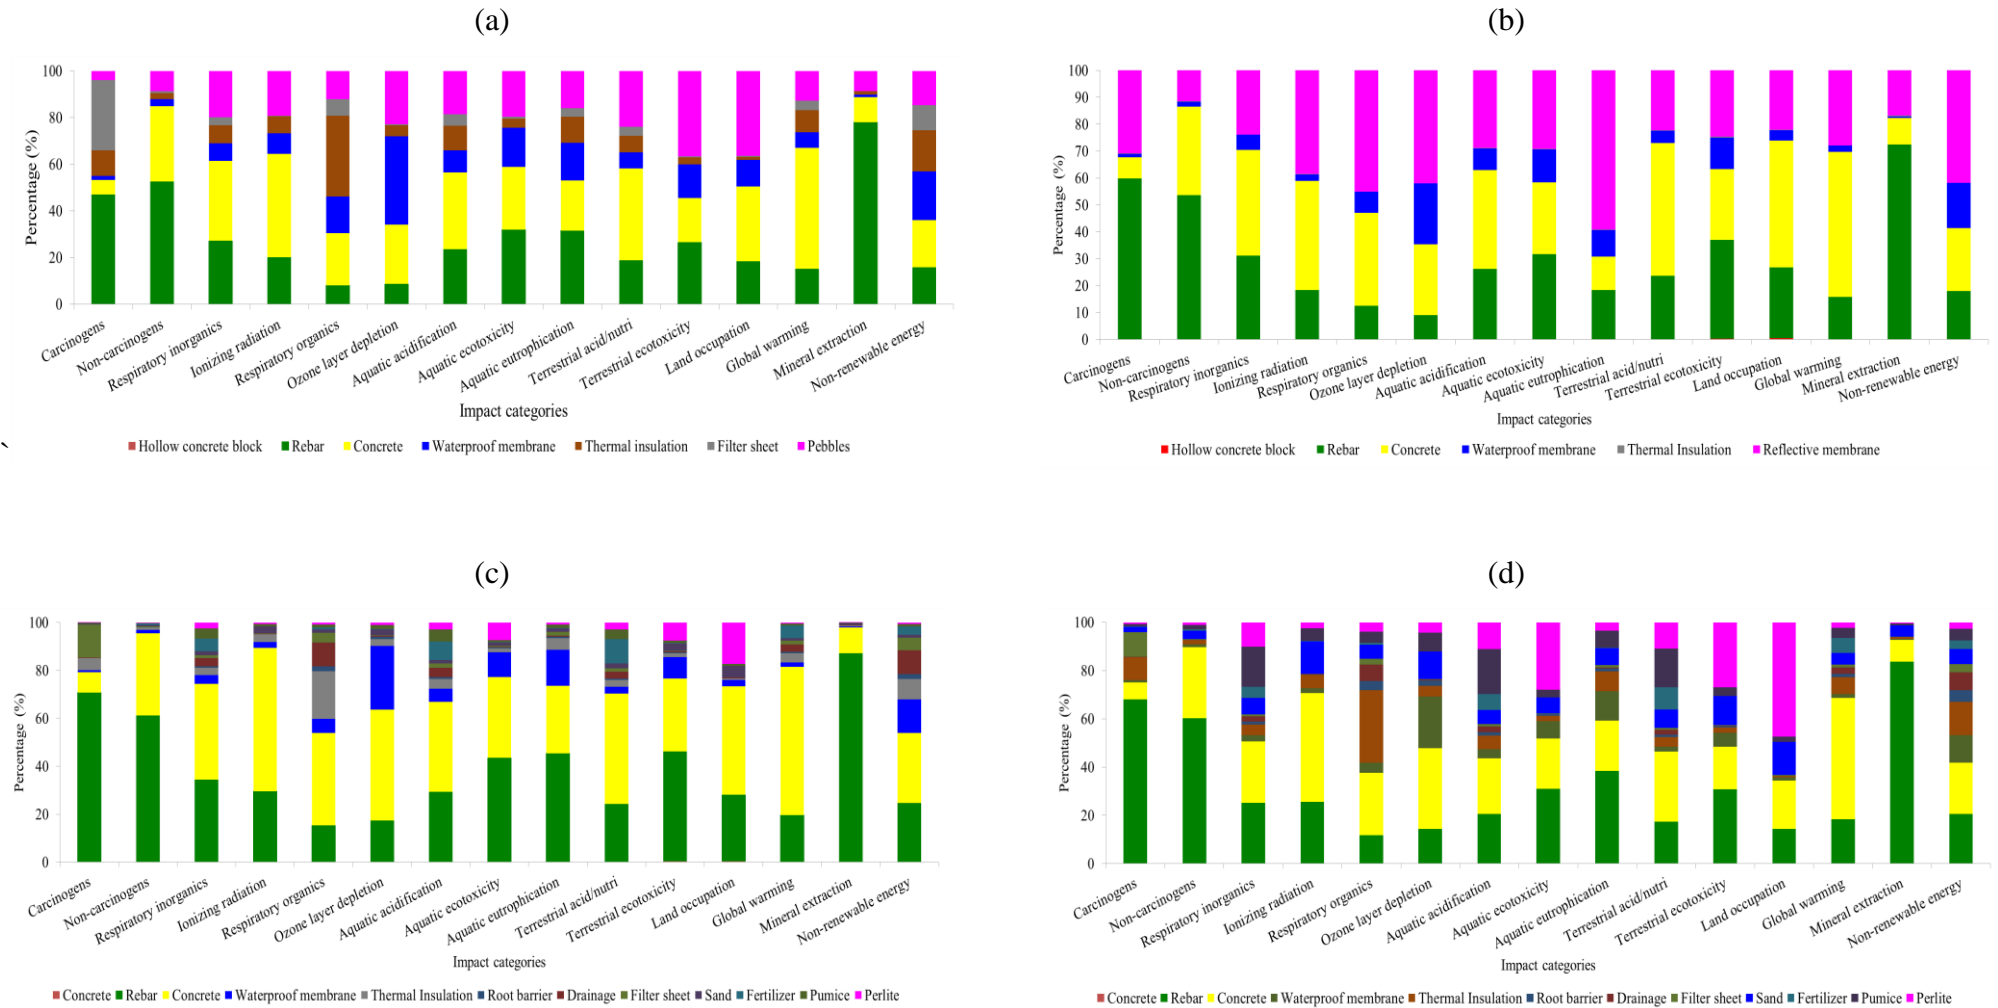 (a)
Percentage (%)
100
80
60
40
20
0
Carcinogens
Non-carcinogens
Respiratory inorganics
Ionizing radiation
Respiratory organics
Ozone layer depletion
Aquatic acidification
Aquatic ecotoxicity
Aquatic eutrophication
Terrestrial acid/nutri
Terrestrial ecotoxicity
Land occupation
Global warming
Mineral extraction
Non-renewable energy
Impact categories
Hollow concrete block Rebar Concrete Waterproof membrane Thermal insulation Filter sheet Pebbles
`
(b)
Percentage (%)
100
90
80
70
60
50
40
30
20
10
0
Carcinogens
Non-carcinogens
Respiratory inorganics
Ionizing radiation
Respiratory organics
Ozone layer depletion
Aquatic acidification
Aquatic ecotoxicity
Aquatic eutrophication
Terrestrial acid/nutri
Terrestrial ecotoxicity
Land occupation
Global warming
Mineral extraction
Non-renewable energy
Impact categories
Hollow concrete block Rebar Concrete Waterproof membrane Thermal Insulation Reflective membrane
(c)
Percentage (%)
100
80
60
40
20
0
Carcinogens
Non-carcinogens
Respiratory inorganics
Ionizing radiation
Respiratory organics
Ozone layer depletion
Aquatic acidification
Aquatic ecotoxicity
Aquatic eutrophication
Terrestrial acid/nutri
Terrestrial ecotoxicity
Land occupation
Global warming
Mineral extraction
Non-renewable energy
Impact categories
Concrete Rebar Concrete Waterproof membrane Thermal Insulation Root barrier Drainage Filter sheet Sand Fertilizer Pumice Perlite
(d)
Percentage (%)
100
80
60
40
20
0
Carcinogens
Non-carcinogens
Respiratory inorganics
Ionizing radiation
Respiratory organics
Ozone layer depletion
Aquatic acidification
Aquatic ecotoxicity
Aquatic eutrophication
Terrestrial acid/nutri
Terrestrial ecotoxicity
Land occupation
Global warming
Mineral extraction
Non-renewable energy
Impact categories
Concrete Rebar Concrete Waterproof membrane Thermal Insulation Root barrier Drainage Filter sheet Sand Fertilizer Pumice Perlite